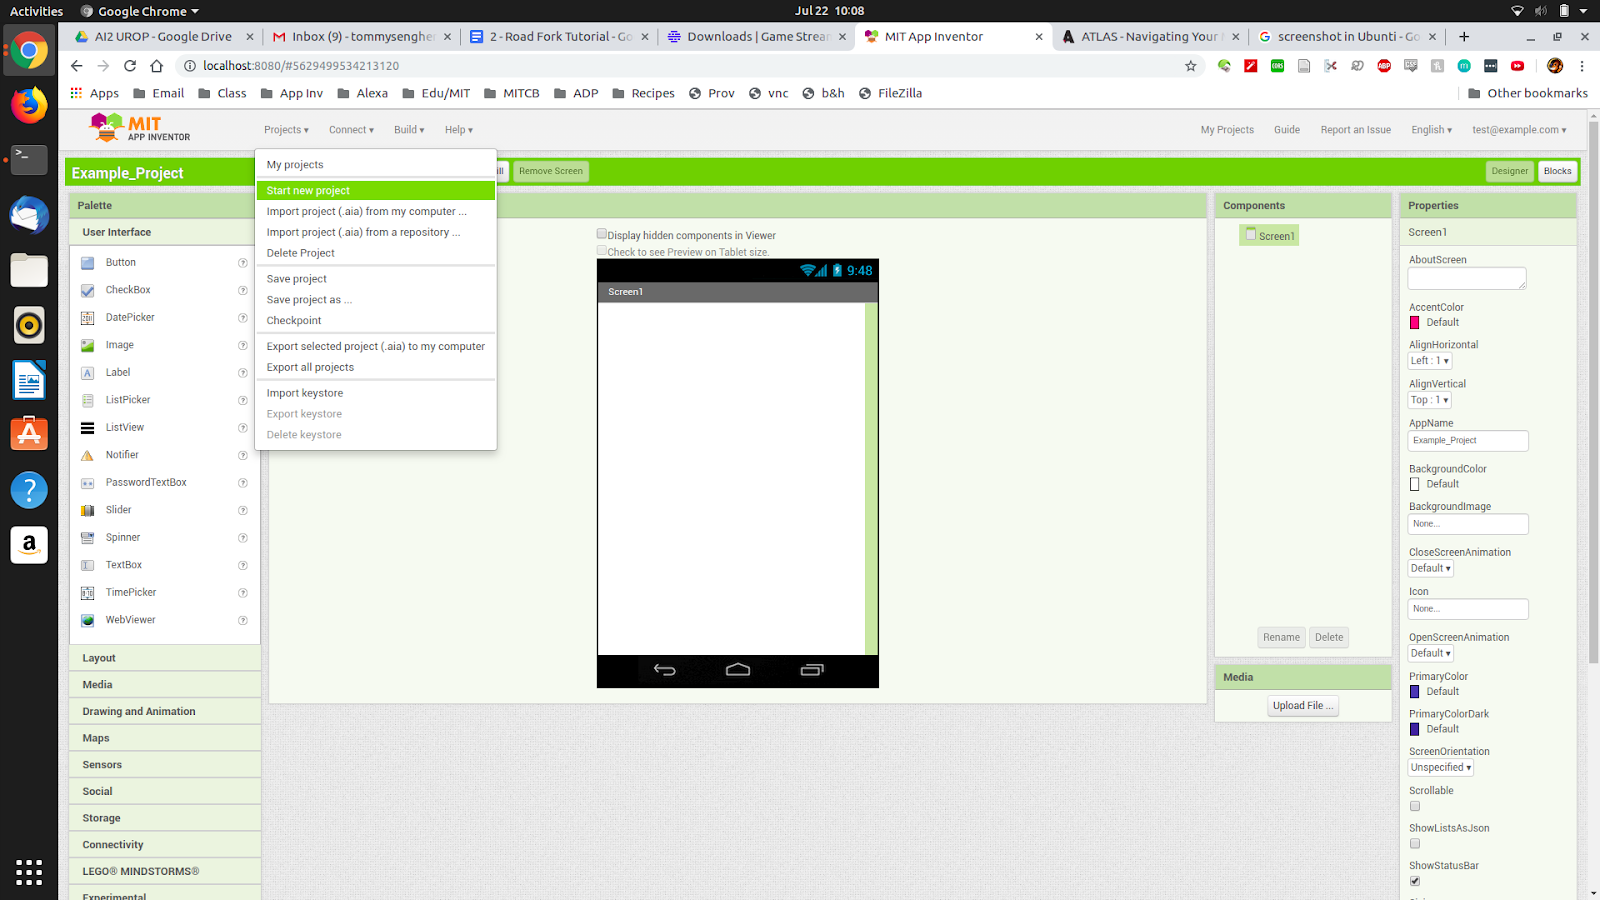 Activities Google Chrome Jul 22 10:08
AI2 UROP - Google Drive Inbox (9) - tommysenghe 2 - Road Fork Tutorial - Go Downloads | Game Strean MIT App Inventor ATLAS - Navigating Your screenshot in Ubunti - Go
localhost:8080/#5629499534213120
Apps Email Class App Inv Alexa Edu/MIT MITCB ADP Recipes Prov vnc b&h FileZilla Other bookmarks
MIT
APP INVENTOR
Projects Connect Build Help My Projects Guide Report an Issue English test@example.com
Example_Project Remove Screen Designer Blocks
My projects
Start new project
Import project (.aia) from my computer ...
Import project (.aia) from a repository ...
Delete Project
Save project
Save project as ...
Checkpoint
Export selected project (.aia) to my computer
Export all projects
Import keystore
Export keystore
Delete keystore
Palette
User Interface
Button
CheckBox
DatePicker
Image
Label
ListPicker
ListView
Notifier
PasswordTextBox
Slider
Spinner
TextBox
TimePicker
WebViewer
Layout
Media
Drawing and Animation
Maps
Sensors
Social
Storage
Connectivity
LEGO® MINDSTORMS®
Experimental
Display hidden components in Viewer
Check to see Preview on Tablet size.
9:48
Screen1
Components
Screen1
Rename Delete
Media
Upload File ...
Properties
Screen1
AboutScreen
AccentColor
Default
AlignHorizontal
Left : 1
AlignVertical
Top : 1
AppName
Example_Project
BackgroundColor
Default
BackgroundImage
None...
CloseScreenAnimation
Default
Icon
None...
OpenScreenAnimation
Default
PrimaryColor
Default
PrimaryColorDark
Default
ScreenOrientation
Unspecified
Scrollable
ShowListsAsJson
ShowStatusBar